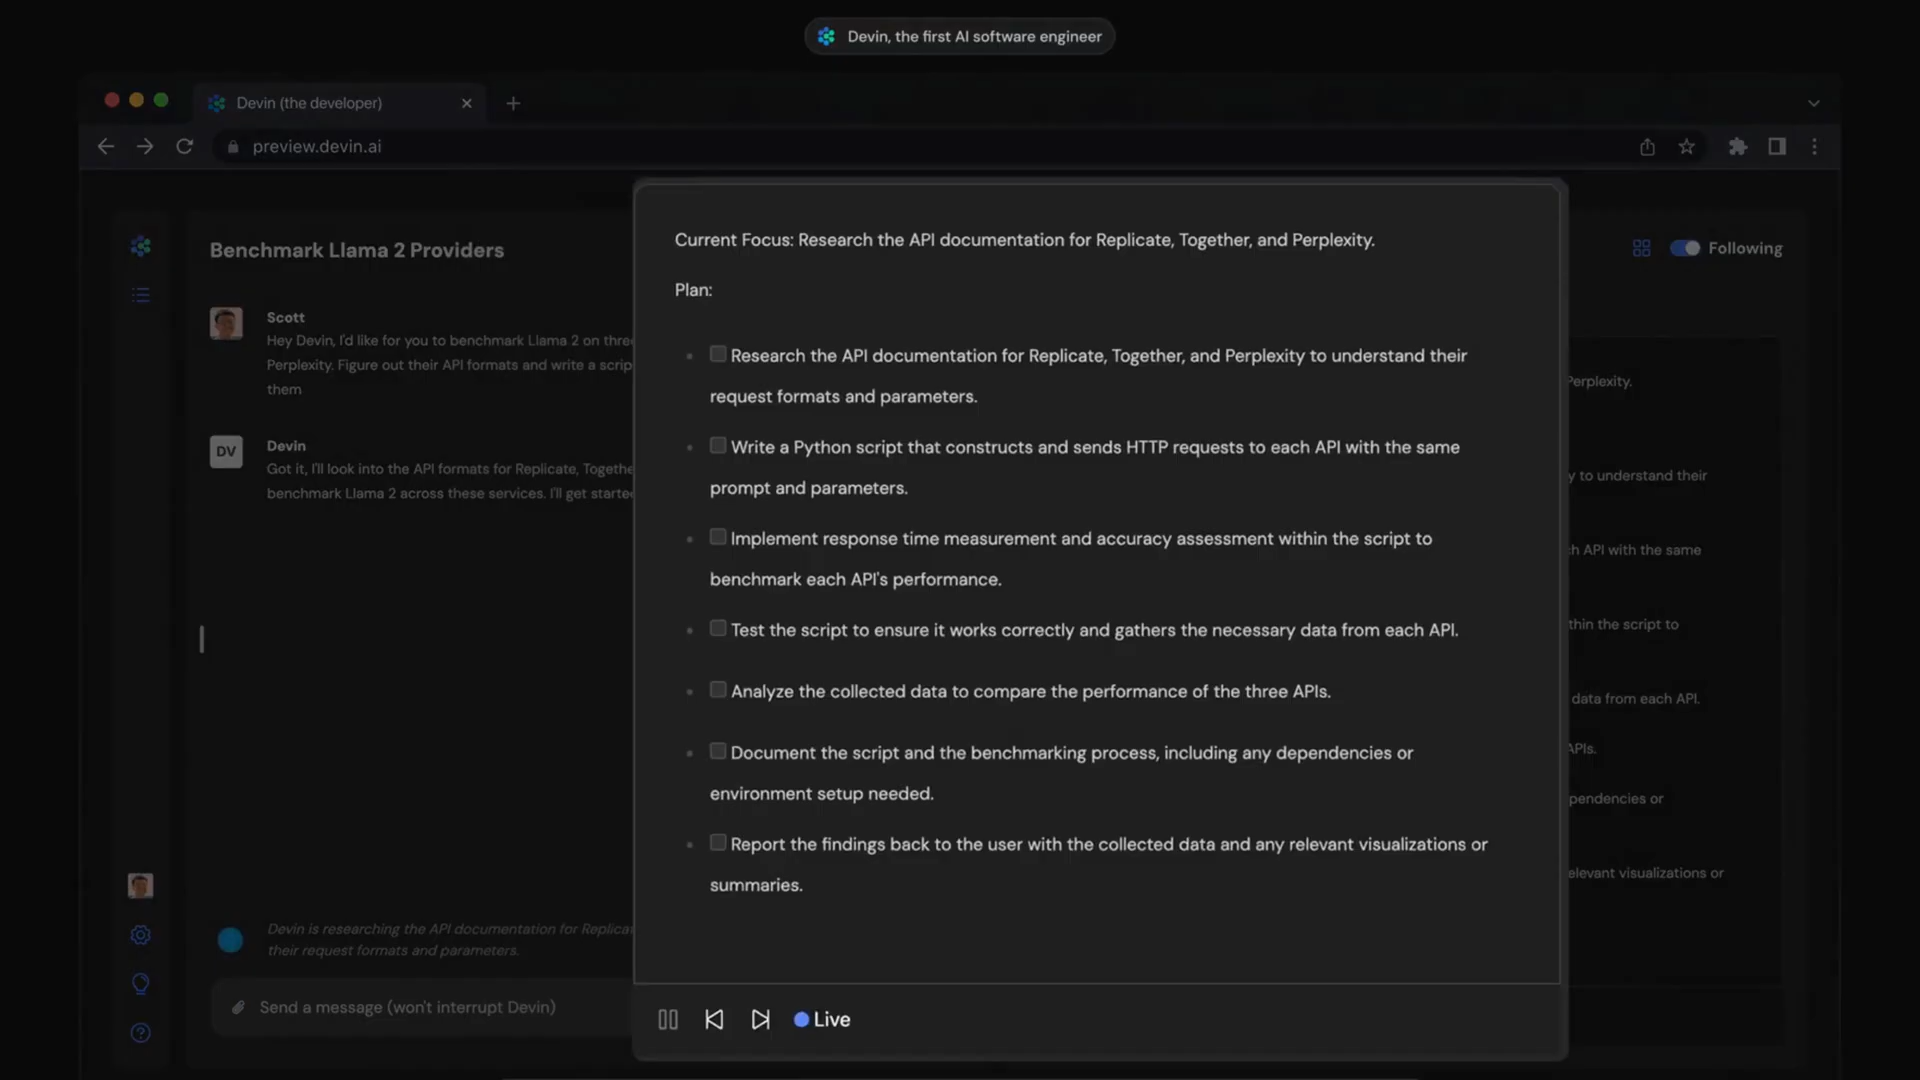 Devin, the first AI software engineer
Devin (the developer)
preview.devin.ai
Benchmark Llama 2 Providers
Following
Scott
Hey Devin, I'd like for you to benchmark Llama 2 on three
Perplexity. Figure out their API formats and write a scrip
them
DV
Devin
Got it, I'll look into the API formats for Replicate, Togethe
benchmark Llama 2 across these services. I'll get started
Devin is researching the API documentation for Replicat
their request formats and parameters.
Send a message (won't interrupt Devin)
Current Focus: Research the API documentation for Replicate, Together, and Perplexity.
Plan:
Research the API documentation for Replicate, Together, and Perplexity to understand their
request formats and parameters.
Write a Python script that constructs and sends HTTP requests to each API with the same
prompt and parameters.
Implement response time measurement and accuracy assessment within the script to
benchmark each API's performance.
Test the script to ensure it works correctly and gathers the necessary data from each API.
Analyze the collected data to compare the performance of the three APIs.
Document the script and the benchmarking process, including any dependencies or
environment setup needed.
Report the findings back to the user with the collected data and any relevant visualizations or
summaries.
Live
Perplexity.
y to understand their
h API with the same
thin the script to
data from each API.
APIs.
pendencies or
elevant visualizations or